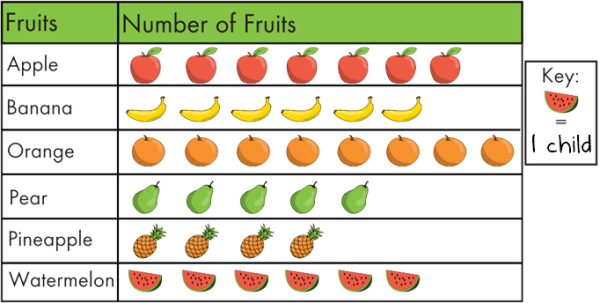 Fruits Number of Fruits
Apple
Banana
Orange
Pear
Pineapple
Watermelon
Key:
=
1 child